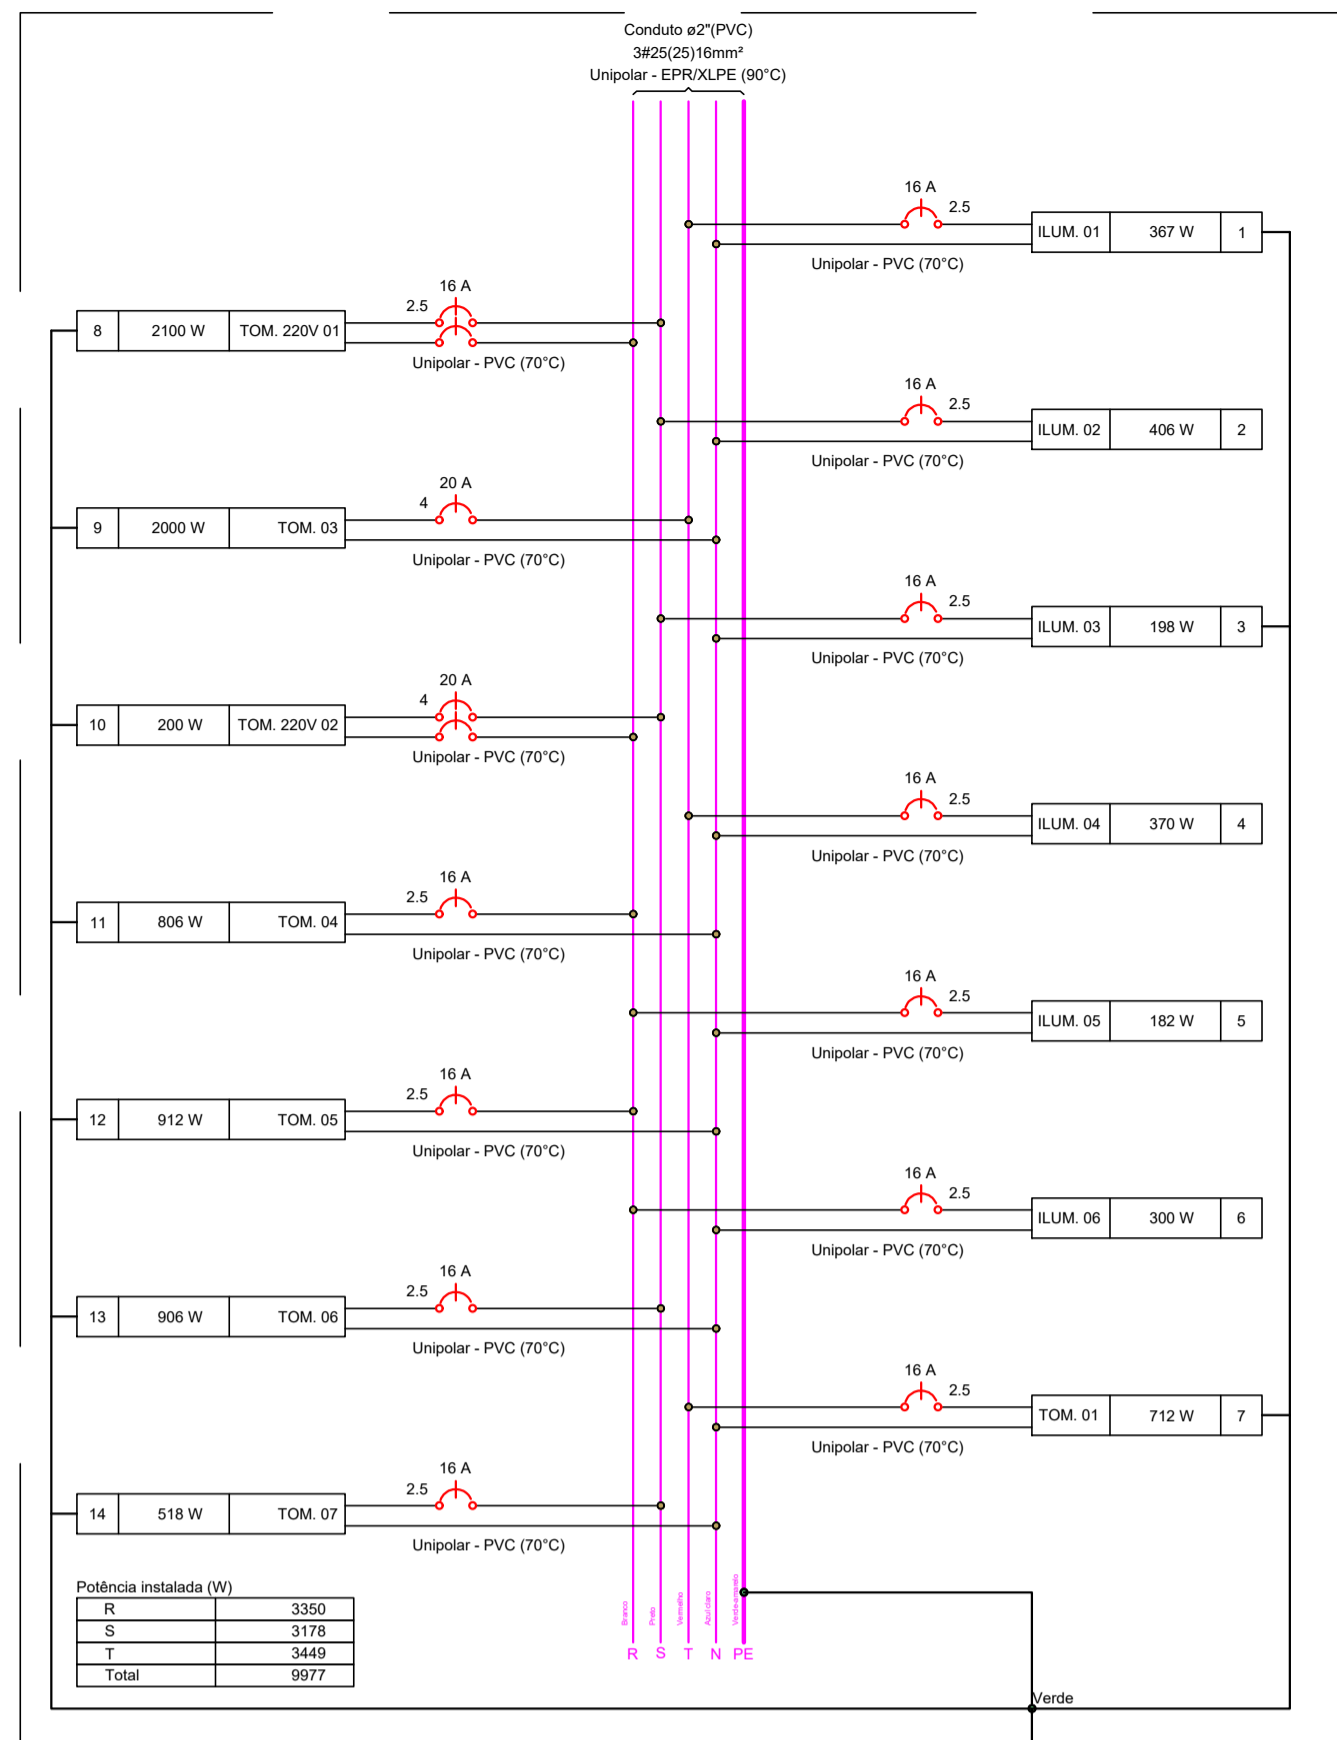 Conduto ø2"(PVC)
3#25(25)16mm²
Unipolar - EPR/XLPE (90°C)
16 A
2.5
ILUM. 01 367 W 1
Unipolar - PVC (70°C)
16 A
2.5
8 2100 W TOM. 220V 01
Unipolar - PVC (70°C)
16 A
2.5
ILUM. 02 406 W 2
Unipolar - PVC (70°C)
20 A
4
9 2000 W TOM. 03
Unipolar - PVC (70°C)
16 A
2.5
ILUM. 03 198 W 3
Unipolar - PVC (70°C)
20 A
4
10 200 W TOM. 220V 02
Unipolar - PVC (70°C)
16 A
2.5
ILUM. 04 370 W 4
Unipolar - PVC (70°C)
16 A
2.5
11 806 W TOM. 04
Unipolar - PVC (70°C)
16 A
2.5
ILUM. 05 182 W 5
Unipolar - PVC (70°C)
16 A
2.5
12 912 W TOM. 05
Unipolar - PVC (70°C)
16 A
2.5
ILUM. 06 300 W 6
Unipolar - PVC (70°C)
16 A
2.5
13 906 W TOM. 06
Unipolar - PVC (70°C)
16 A
2.5
TOM. 01 712 W 7
Unipolar - PVC (70°C)
16 A
2.5
14 518 W TOM. 07
Unipolar - PVC (70°C)
Potência instalada (W)
R 3350
S 3178
T 3449
Total 9977
Branco
Preto
Vermelho
Azul claro
Verde-amarelo
R S T N PE
Verde